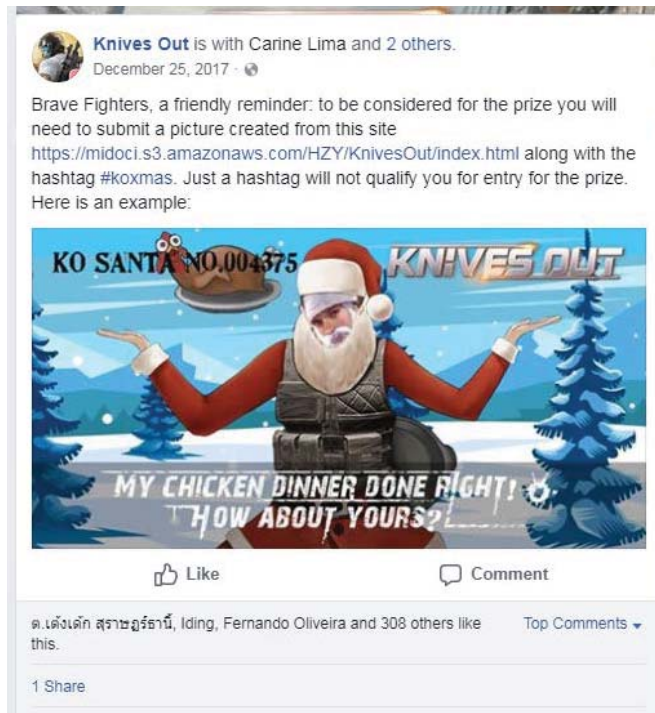 Knives Out is with Carine Lima and 2 others.
December 25, 2017 ·
Brave Fighters, a friendly reminder: to be considered for the prize you will
need to submit a picture created from this site
https://midoci.s3.amazonaws.com/HZY/KnivesOut/index.html along with the
hashtag #koxmas. Just a hashtag will not qualify you for entry for the prize.
Here is an example:
KO SANTA NO.004375
KNIVES OUT
MY CHICKEN DINNER DONE RIGHT!
HOW ABOUT YOURS?
Like
Comment
ด.เด๋งเด้ก สุราษฎร์ธานี้, Iding, Fernando Oliveira and 308 others like
this.
Top Comments
1 Share